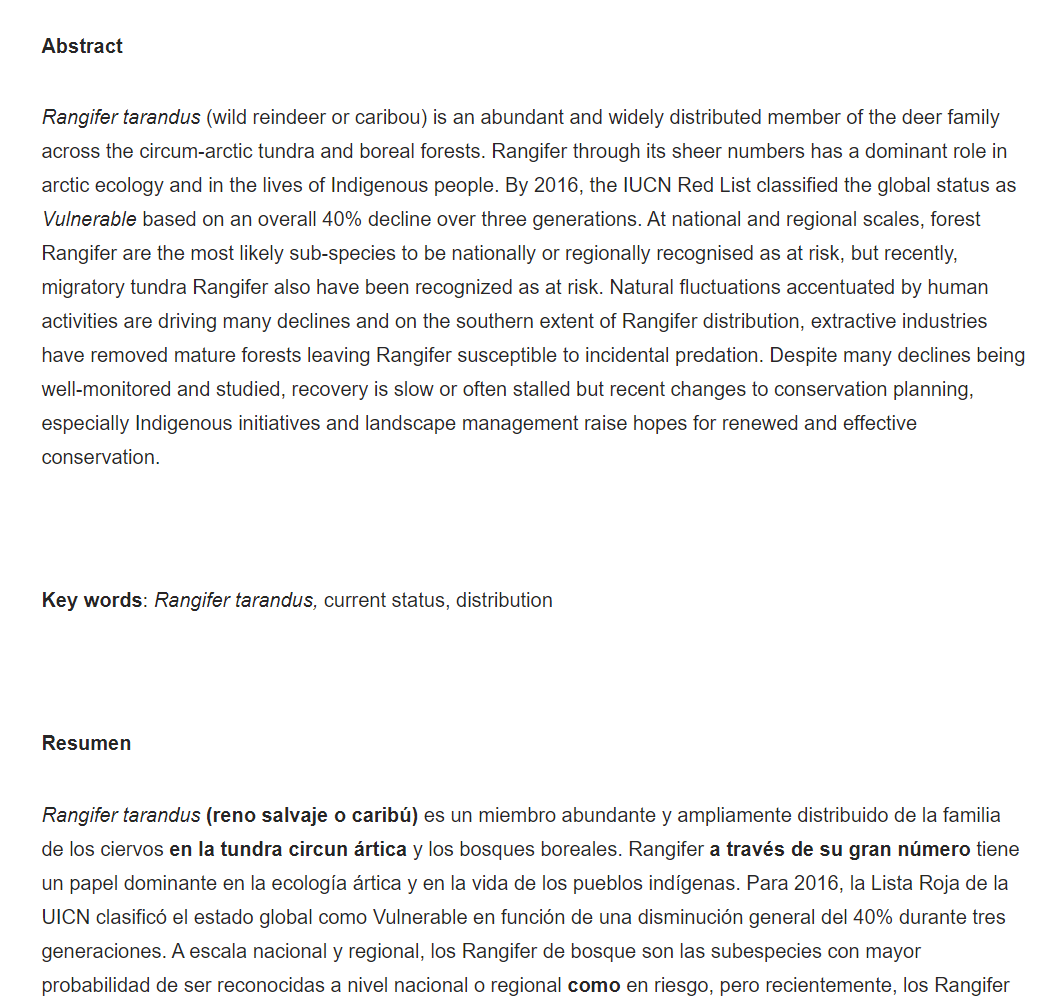 Abstract
Rangifer tarandus (wild reindeer or caribou) is an abundant and widely distributed member of the deer family
across the circum-arctic tundra and boreal forests. Rangifer through its sheer numbers has a dominant role in
arctic ecology and in the lives of Indigenous people. By 2016, the IUCN Red List classified the global status as
Vulnerable based on an overall 40% decline over three generations. At national and regional scales, forest
Rangifer are the most likely sub-species to be nationally or regionally recognised as at risk, but recently,
migratory tundra Rangifer also have been recognized as at risk. Natural fluctuations accentuated by human
activities are driving many declines and on the southern extent of Rangifer distribution, extractive industries
have removed mature forests leaving Rangifer susceptible to incidental predation. Despite many declines being
well-monitored and studied, recovery is slow or often stalled but recent changes to conservation planning,
especially Indigenous initiatives and landscape management raise hopes for renewed and effective
conservation.
Key words: Rangifer tarandus, current status, distribution
Resumen
Rangifer tarandus (reno salvaje o caribú) es un miembro abundante y ampliamente distribuido de la familia
de los ciervos en la tundra circun ártica y los bosques boreales. Rangifer a través de su gran número tiene
un papel dominante en la ecología ártica y en la vida de los pueblos indígenas. Para 2016, la Lista Roja de la
UICN clasificó el estado global como Vulnerable en función de una disminución general del 40% durante tres
generaciones. A escala nacional y regional, los Rangifer de bosque son las subespecies con mayor
probabilidad de ser reconocidas a nivel nacional o regional como en riesgo, pero recientemente, los Rangifer